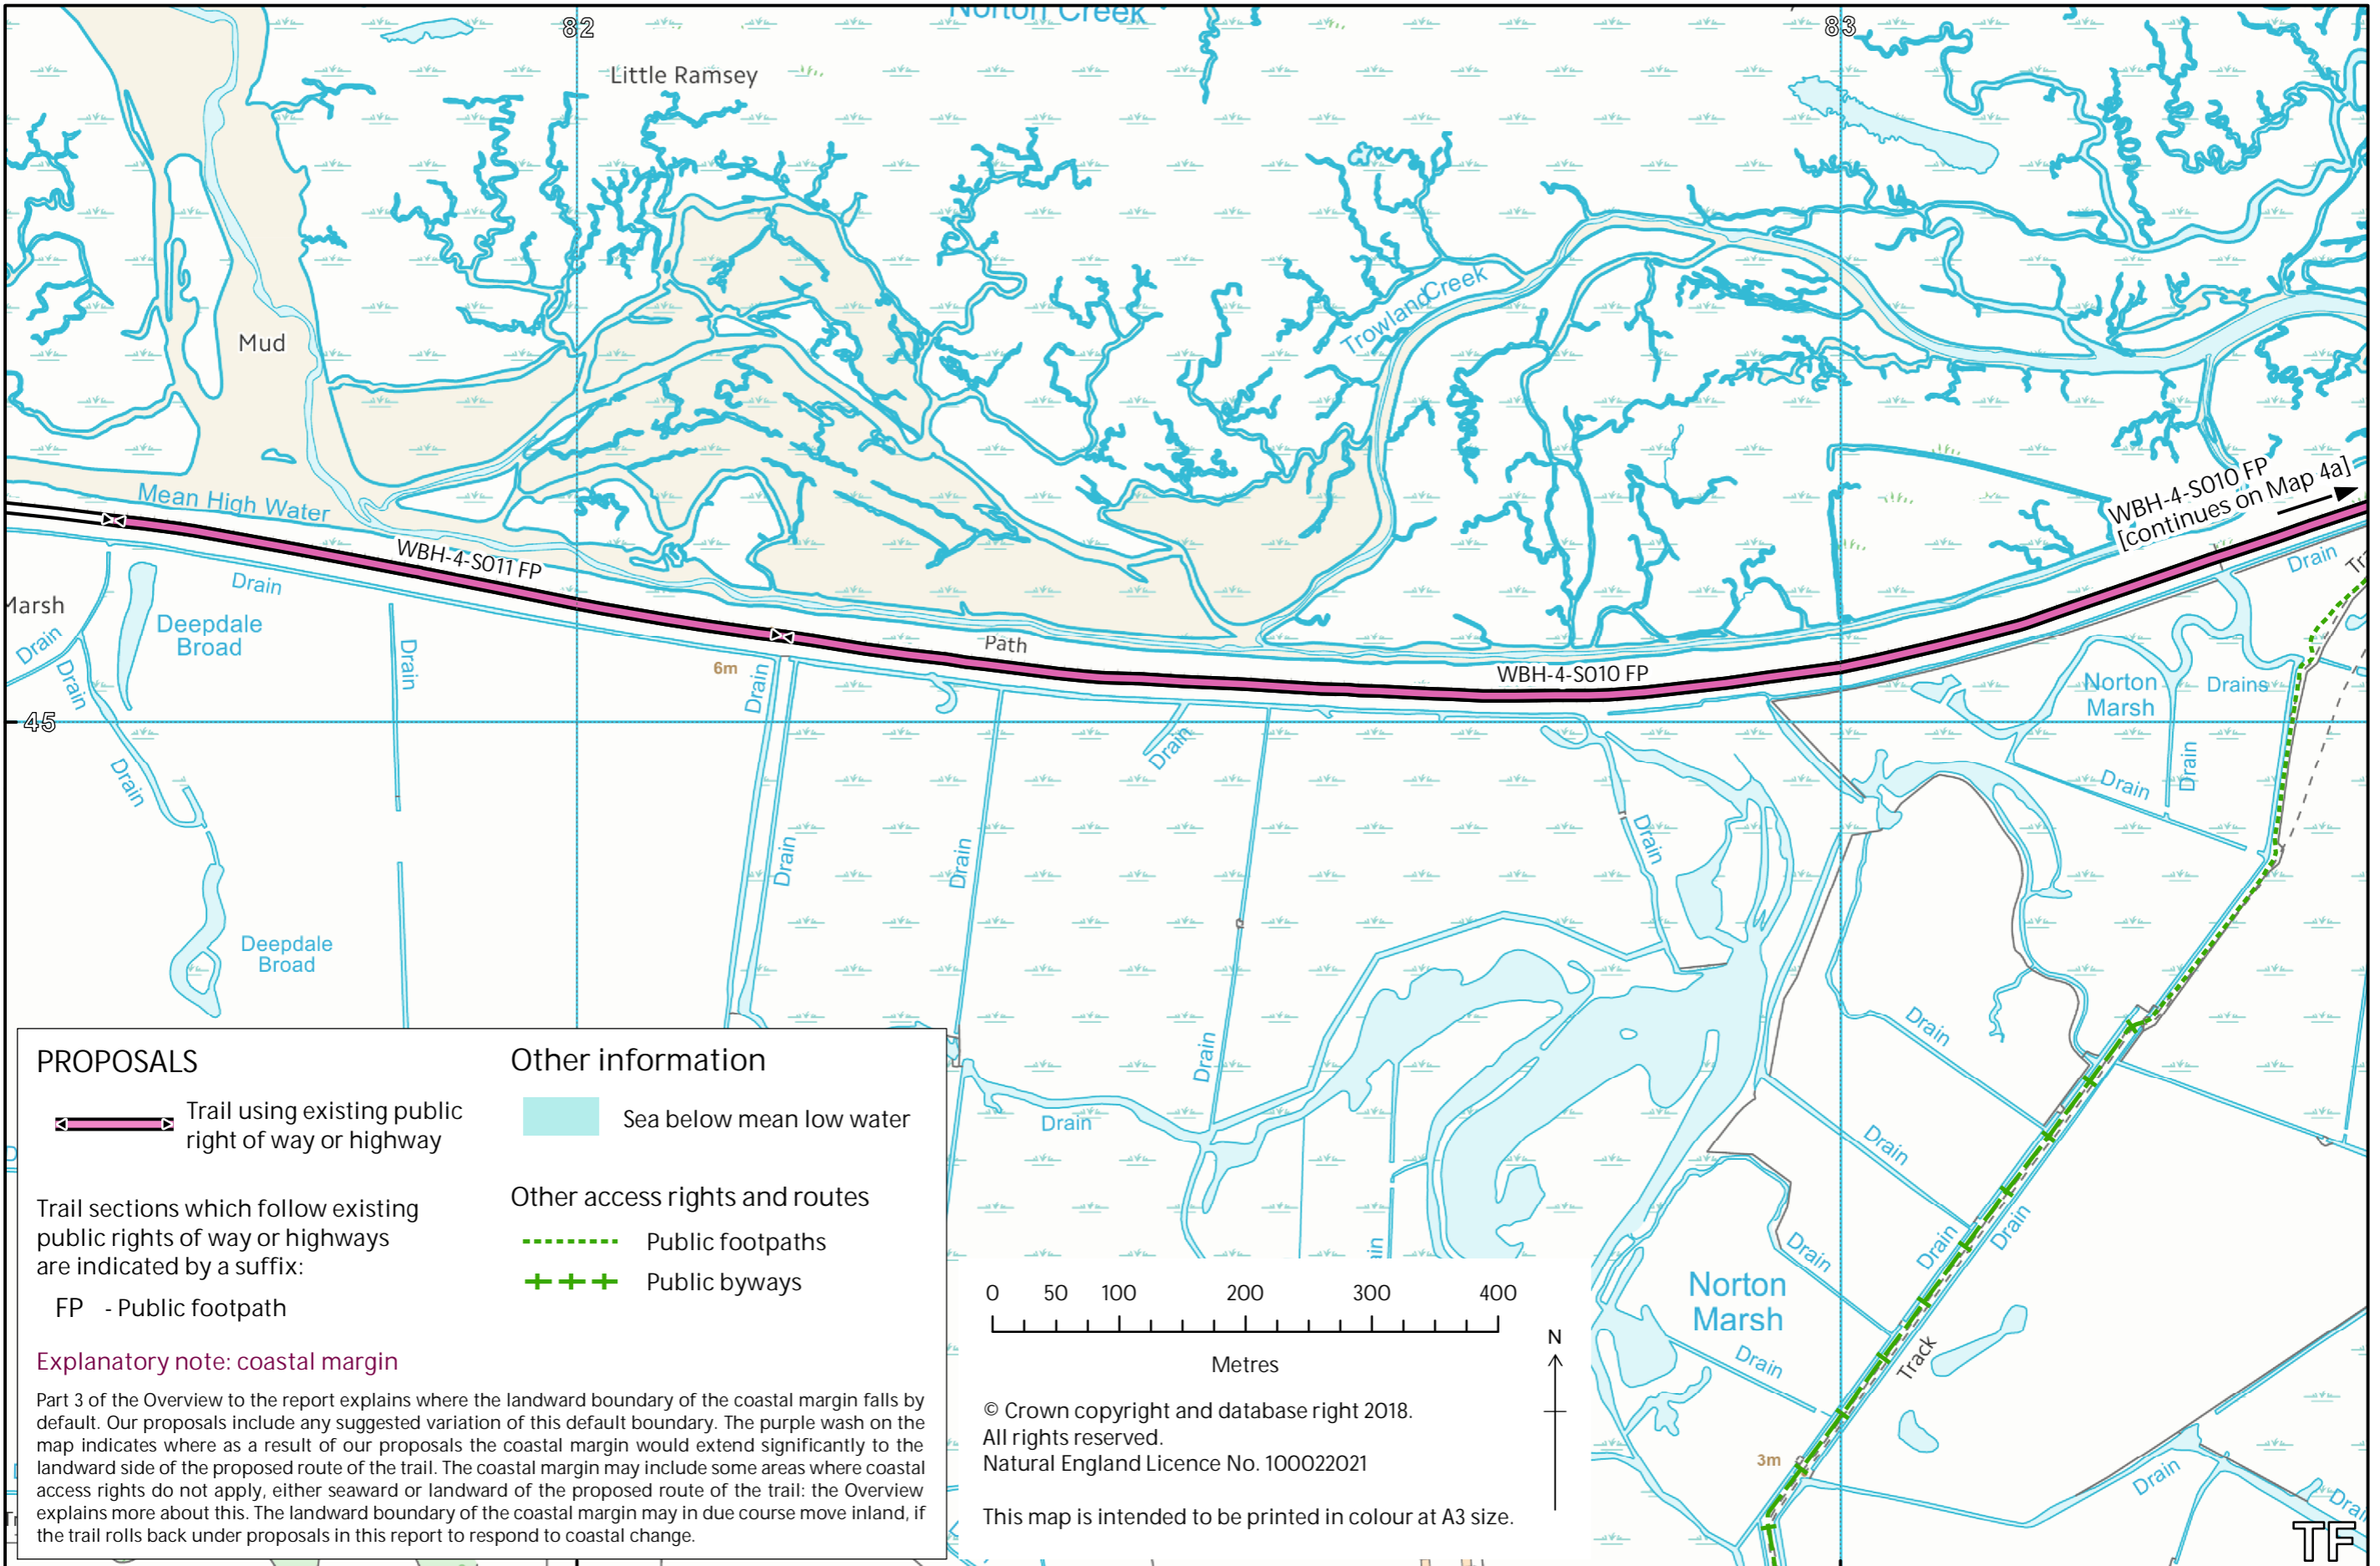 Norton Creek
82
83
Little Ramsey
Mud
Trowland Creek
Mean High Water
WBH-4-S010 FP
[continues on Map 4a]
WBH-4-S011 FP
Drain
Drain
Marsh
Deepdale
Broad
Drain
Drain
Drain
Path
6m
Drain
WBH-4-S010 FP
Norton
Marsh
Drains
45
Drain
Drain
Drain
Drain
Drain
Drain
Drain
Drain
Deepdale
Broad
Drain
Drain
Drain
Drain
Drain
Drain
Drain
Norton
Marsh
Drain
Track
3m
Drain
TF
PROPOSALS
Trail using existing public
right of way or highway
Trail sections which follow existing
public rights of way or highways
are indicated by a suffix:
FP - Public footpath
Other information
Sea below mean low water
Other access rights and routes
Public footpaths
Public byways
Explanatory note: coastal margin
Part 3 of the Overview to the report explains where the landward boundary of the coastal margin falls by
default. Our proposals include any suggested variation of this default boundary. The purple wash on the
map indicates where as a result of our proposals the coastal margin would extend significantly to the
landward side of the proposed route of the trail. The coastal margin may include some areas where coastal
access rights do not apply, either seaward or landward of the proposed route of the trail: the Overview
explains more about this. The landward boundary of the coastal margin may in due course move inland, if
the trail rolls back under proposals in this report to respond to coastal change.
0 50 100 200 300 400
Metres
N
© Crown copyright and database right 2018.
All rights reserved.
Natural England Licence No. 100022021
This map is intended to be printed in colour at A3 size.